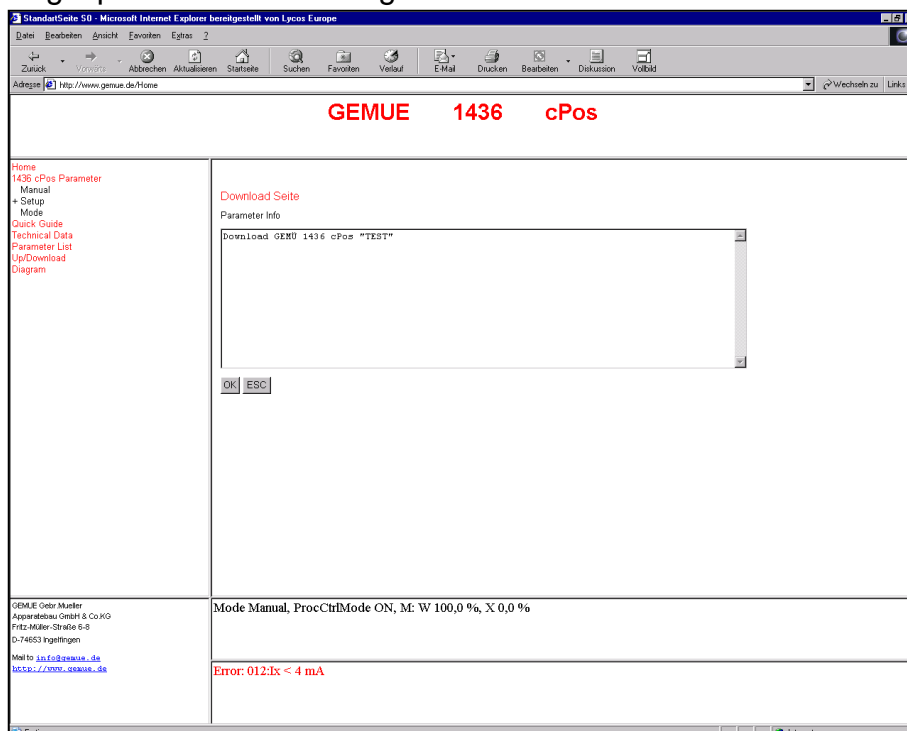 StandartSeite S0 - Microsoft Internet Explorer bereitgestellt von Lycos Europe
Datei Bearbeiten Ansicht Favoriten Extras ?
Zurück Vorwärts Abbrechen Aktualisieren Startseite Suchen Favoriten Verlauf E-Mail Drucken Bearbeiten Diskussion Vollbild
Adresse http://www.gemue.de/Home Wechseln zu Links
GEMUE 1436 cPos
Home
1436 cPos Parameter
Manual
+ Setup
Mode
Quick Guide
Technical Data
Parameter List
Up/Download
Diagram
Download Seite
Parameter Info
Download GEMÜ 1436 cPos "TEST"
OK ESC
GEMUE Gebr.Mueller
Apparatebau GmbH & Co.KG
Fritz-Müller-Straße 6-8
D-74653 Ingelfingen
Mail to info@gemue.de
http://www.gemue.de
Mode Manual, ProcCtrlMode ON, M: W 100,0 %, X 0,0 %
Error: 012:Ix < 4 mA